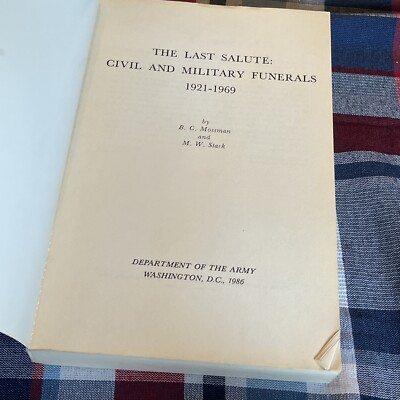 THE LAST SALUTE:
CIVIL AND MILITARY FUNERALS
1921-1969
by
B. C. Mossman
and
M. W. Stark
DEPARTMENT OF THE ARMY
WASHINGTON, D.C., 1986